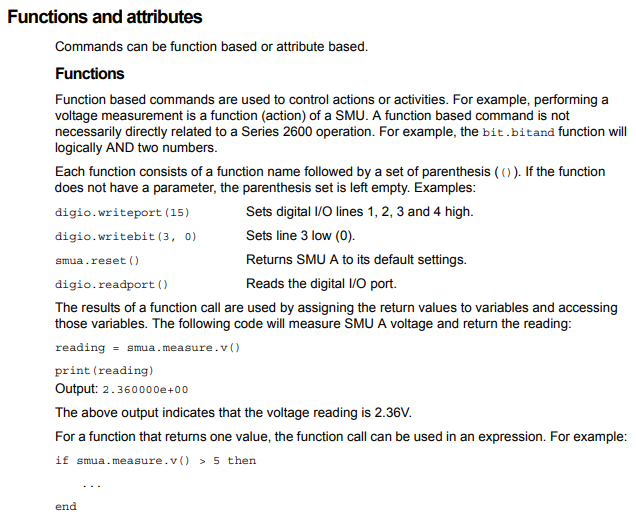 Functions and attributes
Commands can be function based or attribute based.
Functions
Function based commands are used to control actions or activities. For example, performing a
voltage measurement is a function (action) of a SMU. A function based command is not
necessarily directly related to a Series 2600 operation. For example, the bit.bitand function will
logically AND two numbers.
Each function consists of a function name followed by a set of parenthesis (()). If the function
does not have a parameter, the parenthesis set is left empty. Examples:
digio.writeport(15) Sets digital I/O lines 1, 2, 3 and 4 high.
digio.writebit(3, 0) Sets line 3 low (0).
smua.reset() Returns SMU A to its default settings.
digio.readport() Reads the digital I/O port.
The results of a function call are used by assigning the return values to variables and accessing
those variables. The following code will measure SMU A voltage and return the reading:
reading = smua.measure.v()
print(reading)
Output: 2.360000e+00
The above output indicates that the voltage reading is 2.36V.
For a function that returns one value, the function call can be used in an expression. For example:
if smua.measure.v() > 5 then
...
end